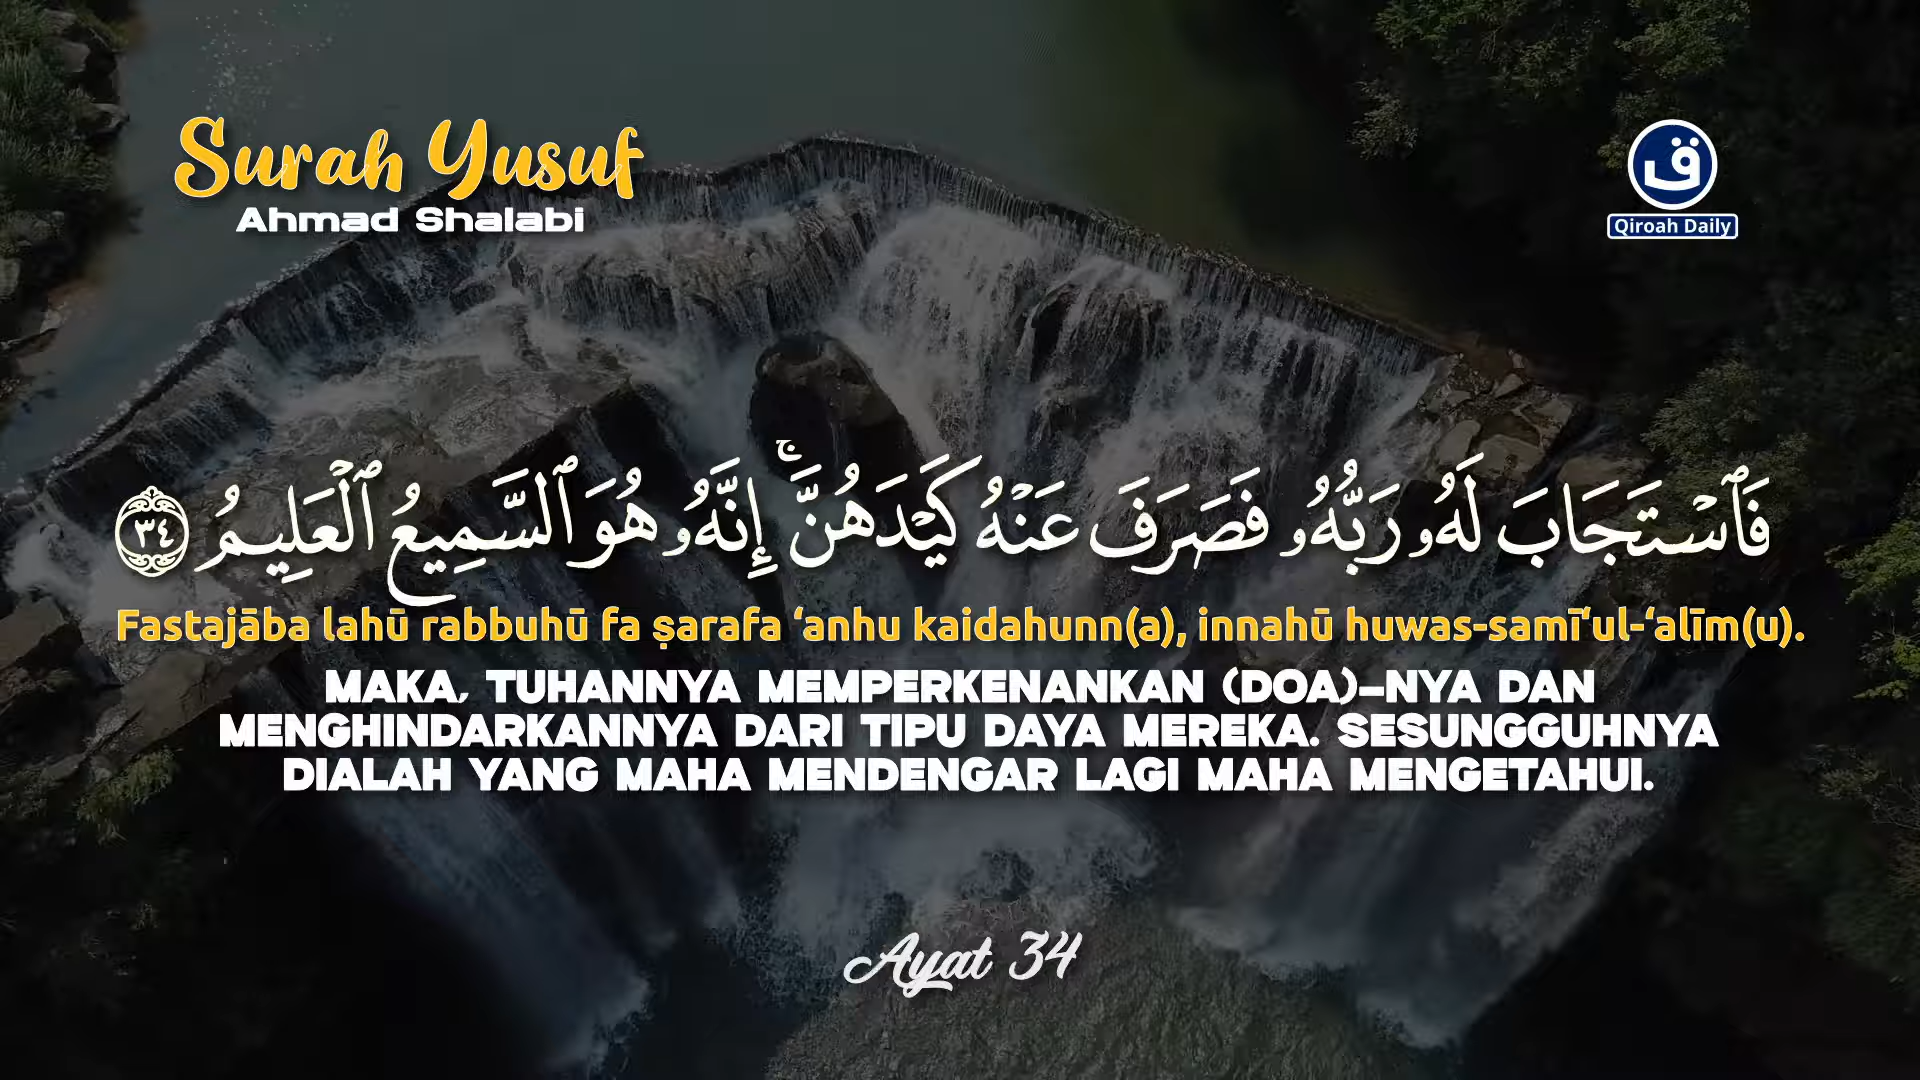 Surah Yusuf
Ahmad Shalabi
ق
Qiroah Daily
فَٱسْتَجَابَ لَهُۥ رَبُّهُۥ فَصَرَفَ عَنْهُ كَيْدَهُنَّ ۚ إِنَّهُۥ هُوَ ٱلسَّمِيعُ ٱلْعَلِيمُ ٣٤
Fastajāba lahū rabbuhū fa ṣarafa ‘anhu kaidahunn(a), innahū huwas-samī‘ul-‘alīm(u).
MAKA, TUHANNYA MEMPERKENANKAN (DOA)-NYA DAN
MENGHINDARKANNYA DARI TIPU DAYA MEREKA. SESUNGGUHNYA
DIALAH YANG MAHA MENDENGAR LAGI MAHA MENGETAHUI.
Ayat 34